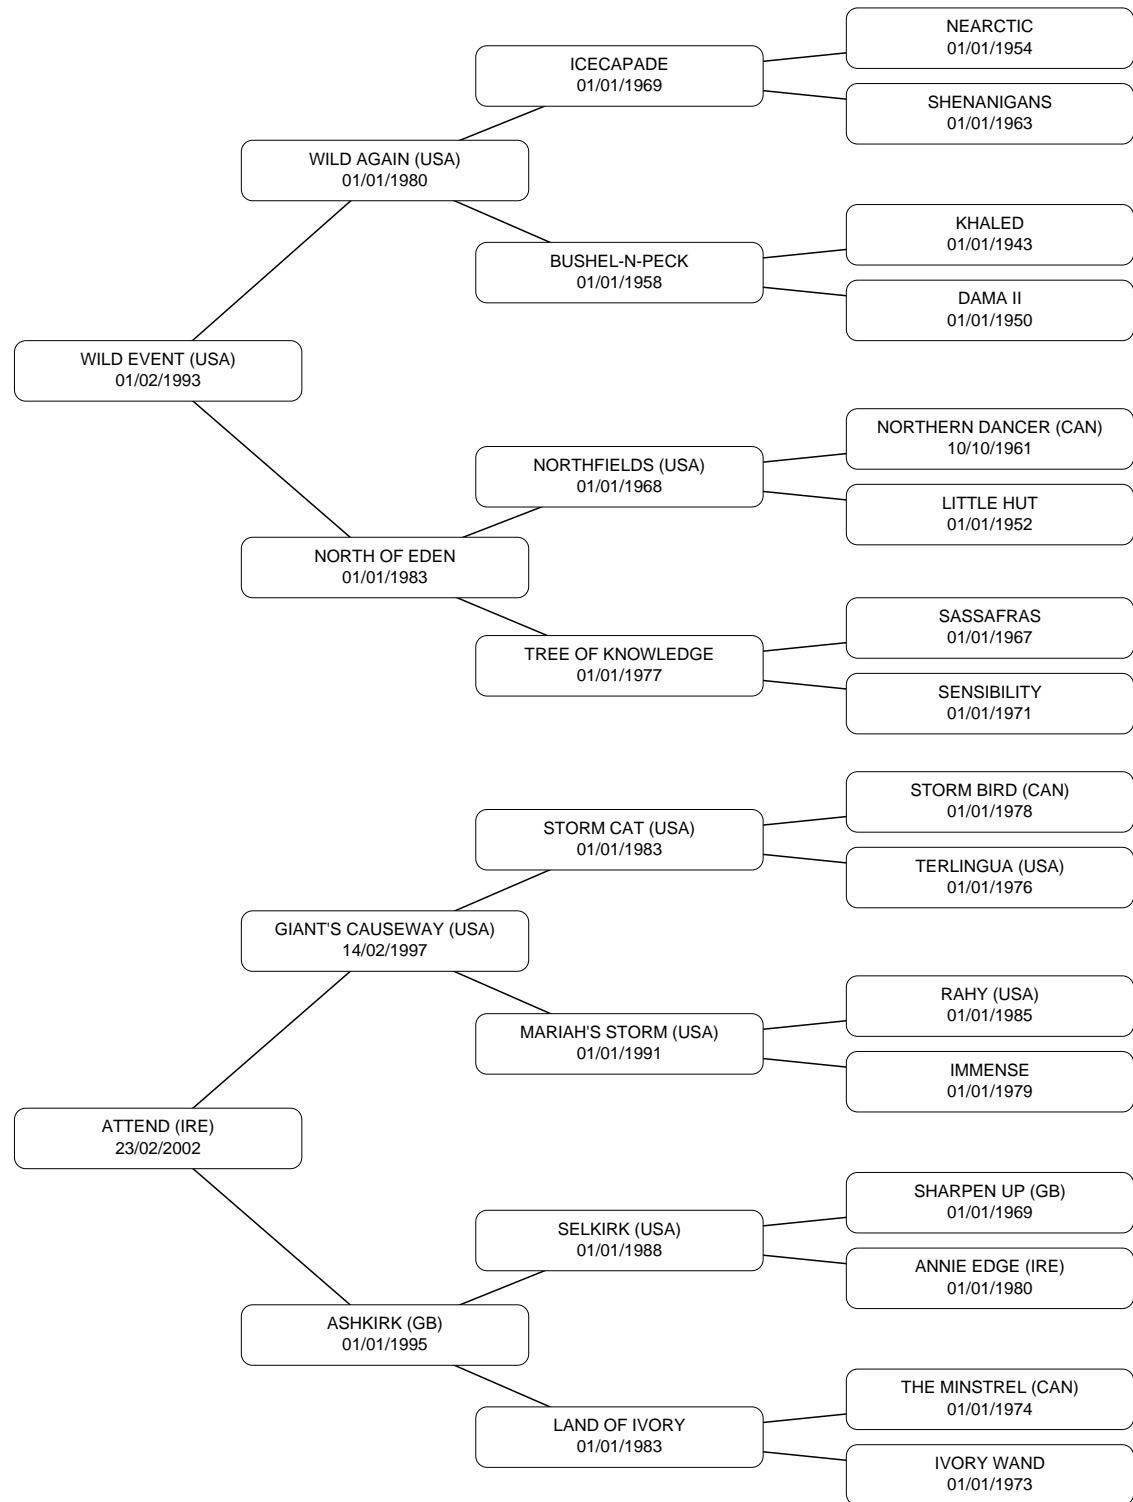 NEARCTIC
01/01/1954
ICECAPADE
01/01/1969
SHENANIGANS
01/01/1963
WILD AGAIN (USA)
01/01/1980
KHALED
01/01/1943
BUSHEL-N-PECK
01/01/1958
DAMA II
01/01/1950
WILD EVENT (USA)
01/02/1993
NORTHERN DANCER (CAN)
10/10/1961
NORTHFIELDS (USA)
01/01/1968
LITTLE HUT
01/01/1952
NORTH OF EDEN
01/01/1983
SASSAFRAS
01/01/1967
TREE OF KNOWLEDGE
01/01/1977
SENSIBILITY
01/01/1971
STORM BIRD (CAN)
01/01/1978
STORM CAT (USA)
01/01/1983
TERLINGUA (USA)
01/01/1976
GIANT'S CAUSEWAY (USA)
14/02/1997
RAHY (USA)
01/01/1985
MARIAH'S STORM (USA)
01/01/1991
IMMENSE
01/01/1979
ATTEND (IRE)
23/02/2002
SHARPEN UP (GB)
01/01/1969
SELKIRK (USA)
01/01/1988
ANNIE EDGE (IRE)
01/01/1980
ASHKIRK (GB)
01/01/1995
THE MINSTREL (CAN)
01/01/1974
LAND OF IVORY
01/01/1983
IVORY WAND
01/01/1973